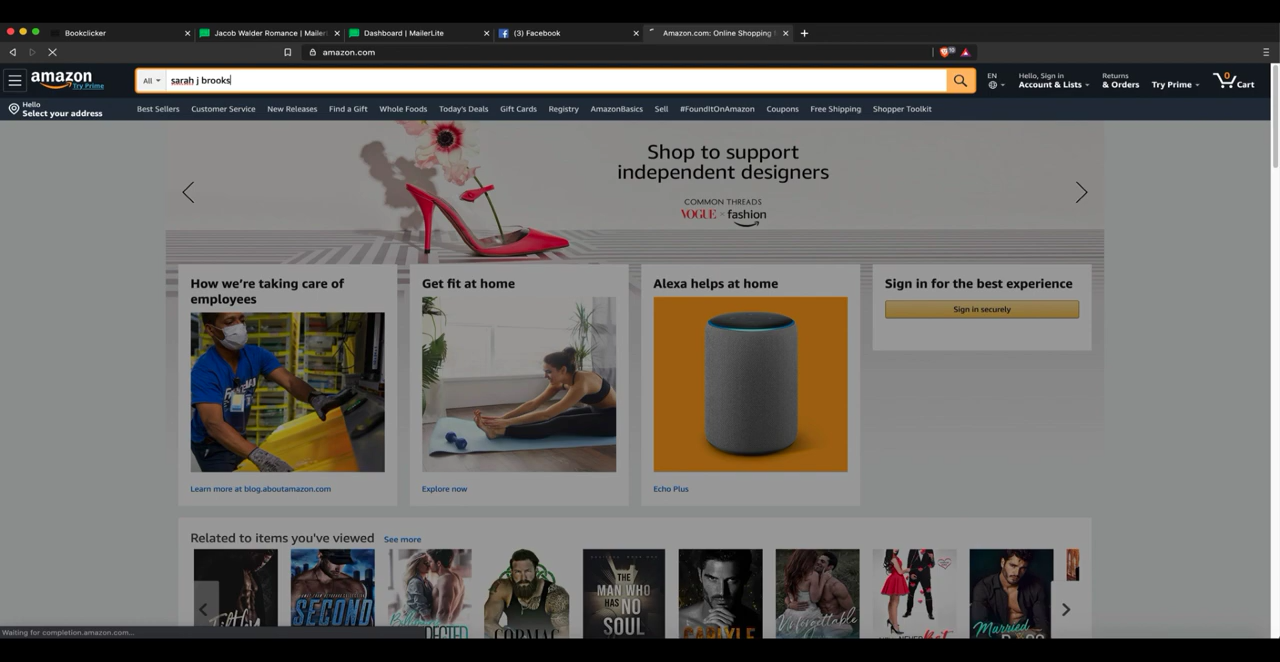 Bookclicker
Jacob Walder Romance | Mailerl
Dashboard | MailerLite
(3) Facebook
Amazon.com: Online Shopping
amazon.com
amazon
Try Prime
All
sarah j brooks
EN
Hello, Sign in
Account & Lists
Returns
& Orders
Try Prime
0
Cart
Hello
Select your address
Best Sellers
Customer Service
New Releases
Find a Gift
Whole Foods
Today's Deals
Gift Cards
Registry
AmazonBasics
Sell
#FoundItOnAmazon
Coupons
Free Shipping
Shopper Toolkit
Shop to support
independent designers
COMMON THREADS
VOGUE × fashion
How we're taking care of
employees
Learn more at blog.aboutamazon.com
Get fit at home
Explore now
Alexa helps at home
Echo Plus
Sign in for the best experience
Sign in securely
Related to items you've viewed
See more
SECOND
THE
MAN WHO
HAS NO
SOUL
CARLYLE
Unforgettable
Married
Waiting for completion.amazon.com...